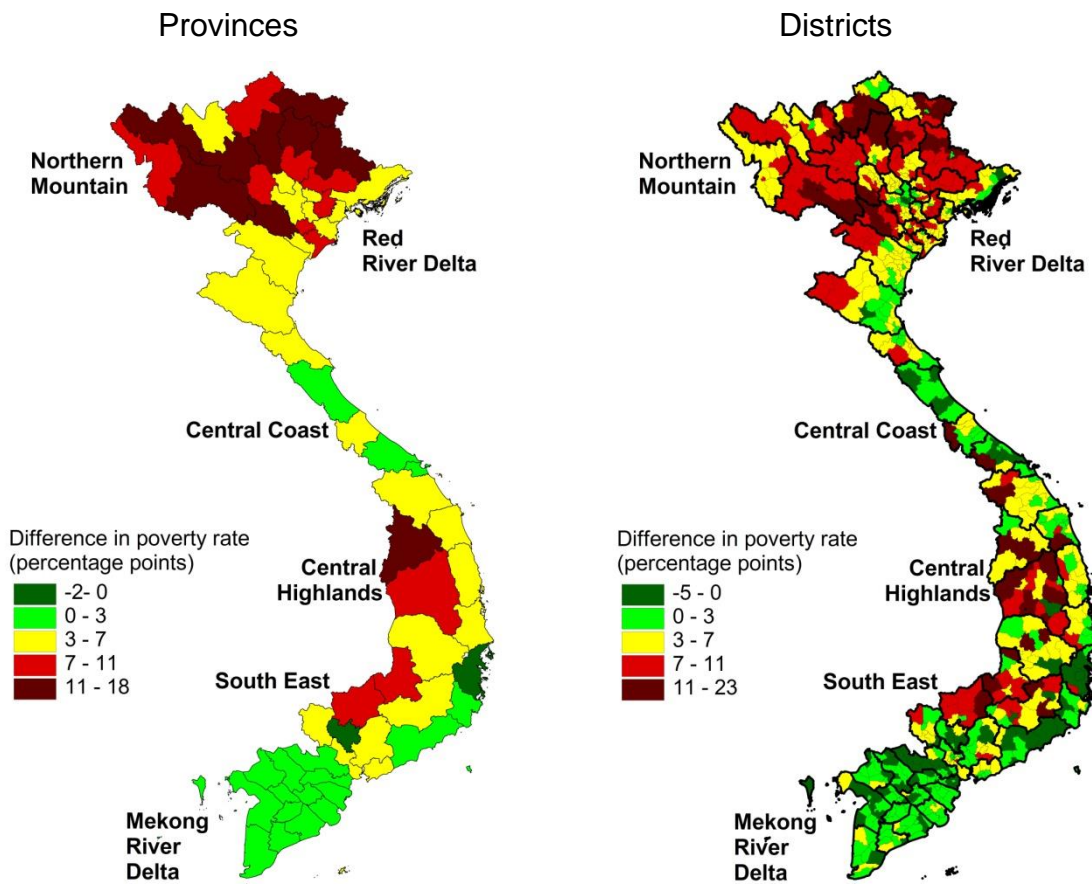 Provinces
Northern
Mountain
Red
River Delta
Central Coast
Difference in poverty rate
(percentage points)
-2- 0
0 - 3
3 - 7
7 - 11
11 - 18
Central
Highlands
South East
Mekong
River
Delta
Districts
Northern
Mountain
Red
River Delta
Central Coast
Difference in poverty rate
(percentage points)
-5 - 0
0 - 3
3 - 7
7 - 11
11 - 23
Central
Highlands
South East
Mekong
River
Delta